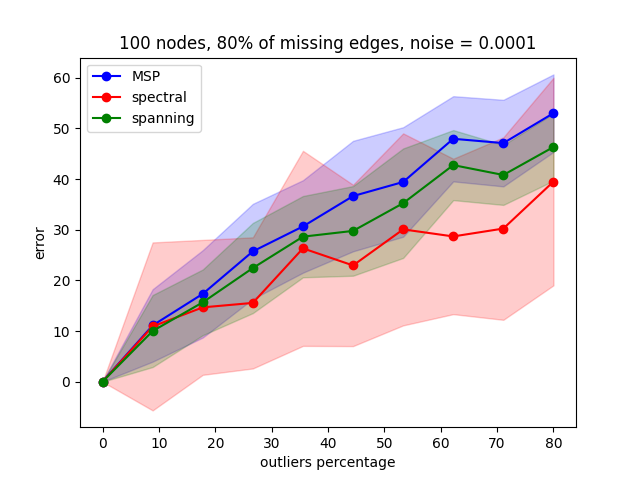 100 nodes, 80% of missing edges, noise = 0.0001
MSP
spectral
spanning
60
50
40
30
20
10
0
error
0 10 20 30 40 50 60 70 80
outliers percentage